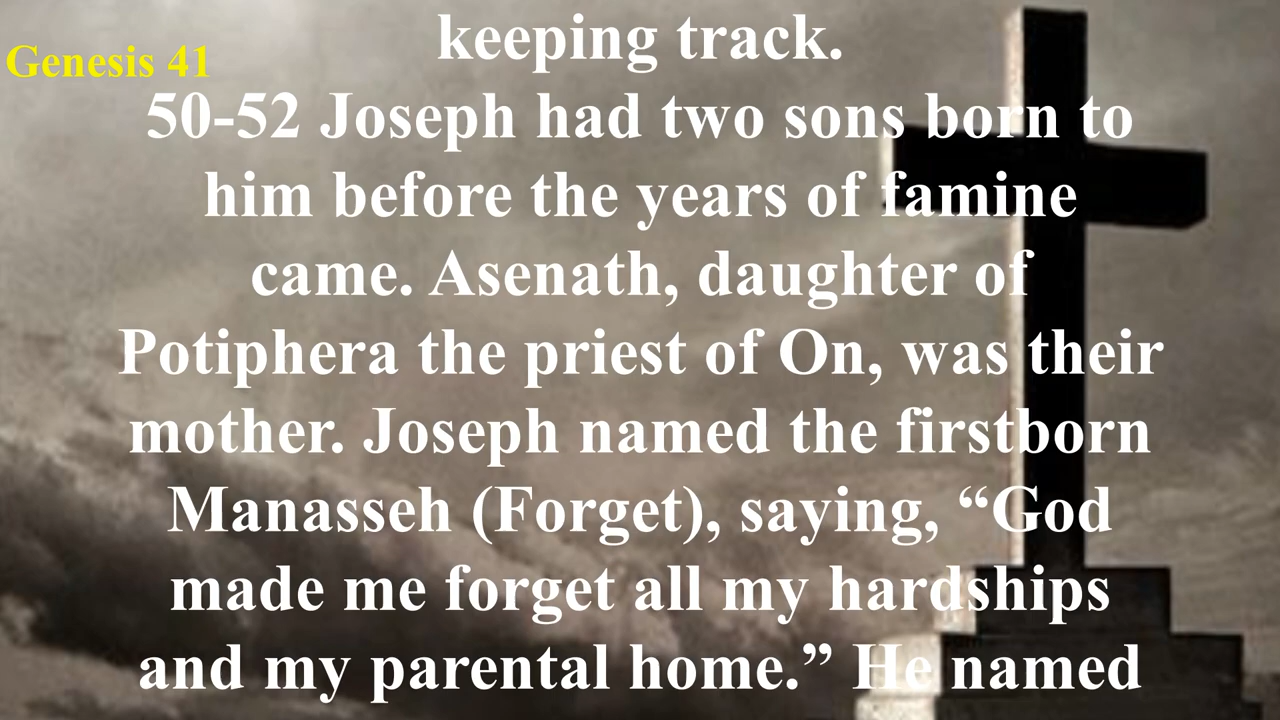 Genesis 41
keeping track.
50-52 Joseph had two sons born to
him before the years of famine
came. Asenath, daughter of
Potiphera the priest of On, was their
mother. Joseph named the firstborn
Manasseh (Forget), saying, “God
made me forget all my hardships
and my parental home.” He named